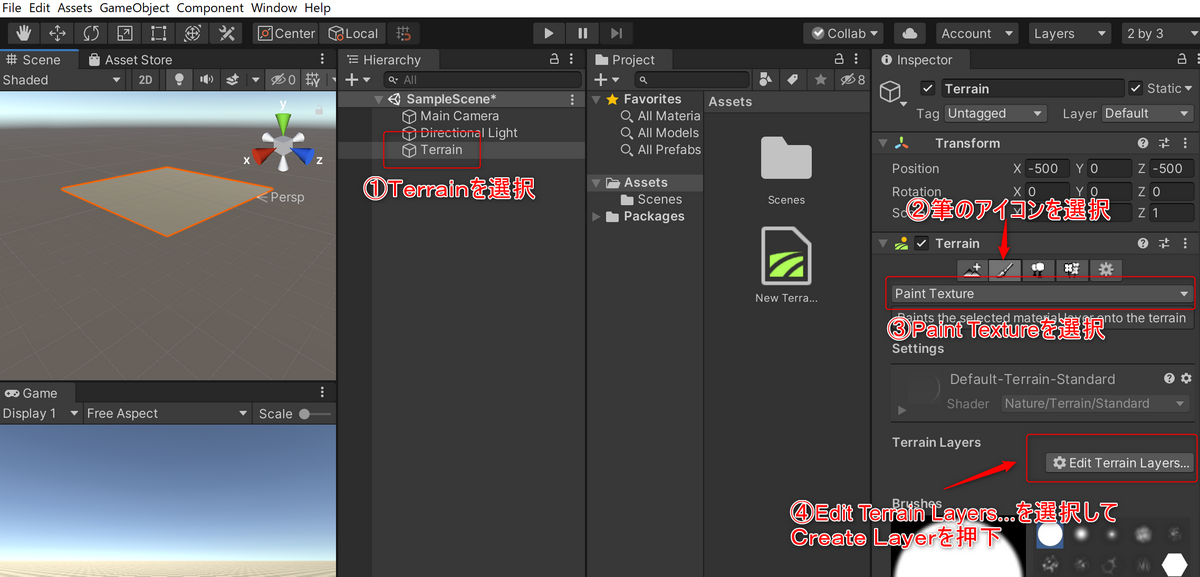 File Edit Assets GameObject Component Window Help
Center
Local
Collab
Account
Layers
2 by 3
Scene
Asset Store
Shaded
2D
0
Persp
x
y
z
Game
Display 1
Free Aspect
Scale
Hierarchy
All
SampleScene*
Main Camera
Directional Light
Terrain
①Terrainを選択
Project
8
Favorites
All Materia
All Models
All Prefabs
Assets
Scenes
Packages
Assets
Scenes
New Terra...
Inspector
Terrain
Static
Tag Untagged
Layer Default
Transform
Position X -500 Y 0 Z -500
Rotation X 0 Y 0 Z 0
Z 1
②筆のアイコンを選択
Terrain
Paint Texture
Paints the selected material layer onto the terrain
③Paint Textureを選択
Settings
Default-Terrain-Standard
Shader Nature/Terrain/Standard
Terrain Layers
Edit Terrain Layers...
Brushes
④Edit Terrain Layers...を選択して
Create Layerを押下